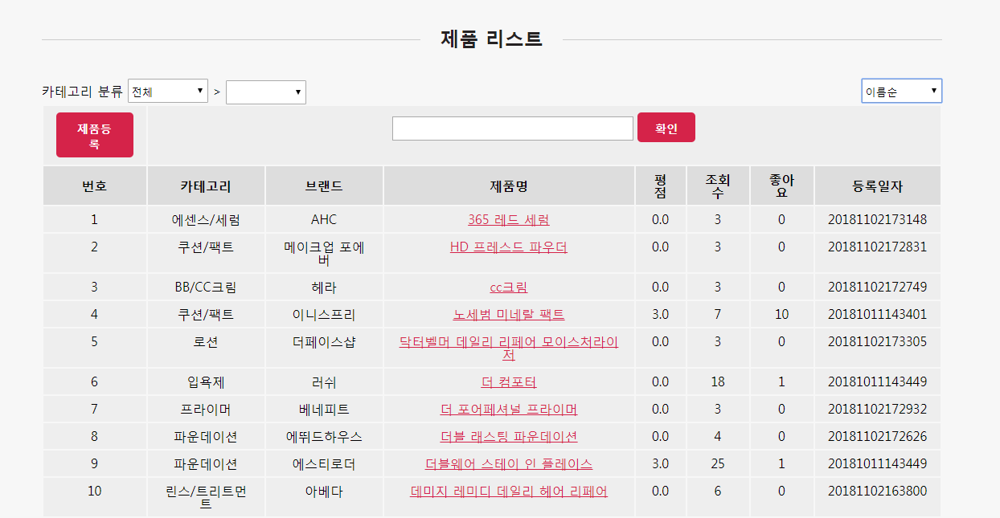 제품 리스트
카테고리 분류 전체 > 이름순
제품등
록
확인
번호 카테고리 브랜드 제품명 평
점 조회
수 좋아
요 등록일자
1 에센스/세럼 AHC 365 레드 세럼 0.0 3 0 20181102173148
2 쿠션/팩트 메이크업 포에
버 HD 프레스드 파우더 0.0 3 0 20181102172831
3 BB/CC크림 헤라 cc크림 0.0 3 0 20181102172749
4 쿠션/팩트 이니스프리 노세범 미네랄 팩트 3.0 7 10 20181011143401
5 로션 더페이스샵 닥터벨머 데일리 리페어 모이스처라이
저 0.0 3 0 20181102173305
6 입욕제 러쉬 더 컴포터 0.0 18 1 20181011143449
7 프라이머 베네피트 더 포어페셔널 프라이머 0.0 3 0 20181102172932
8 파운데이션 에뛰드하우스 더블 래스팅 파운데이션 0.0 4 0 20181102172626
9 파운데이션 에스티로더 더블웨어 스테이 인 플레이스 3.0 25 1 20181011143449
10 린스/트리트먼
트 아베다 데미지 레미디 데일리 헤어 리페어 0.0 6 0 20181102163800